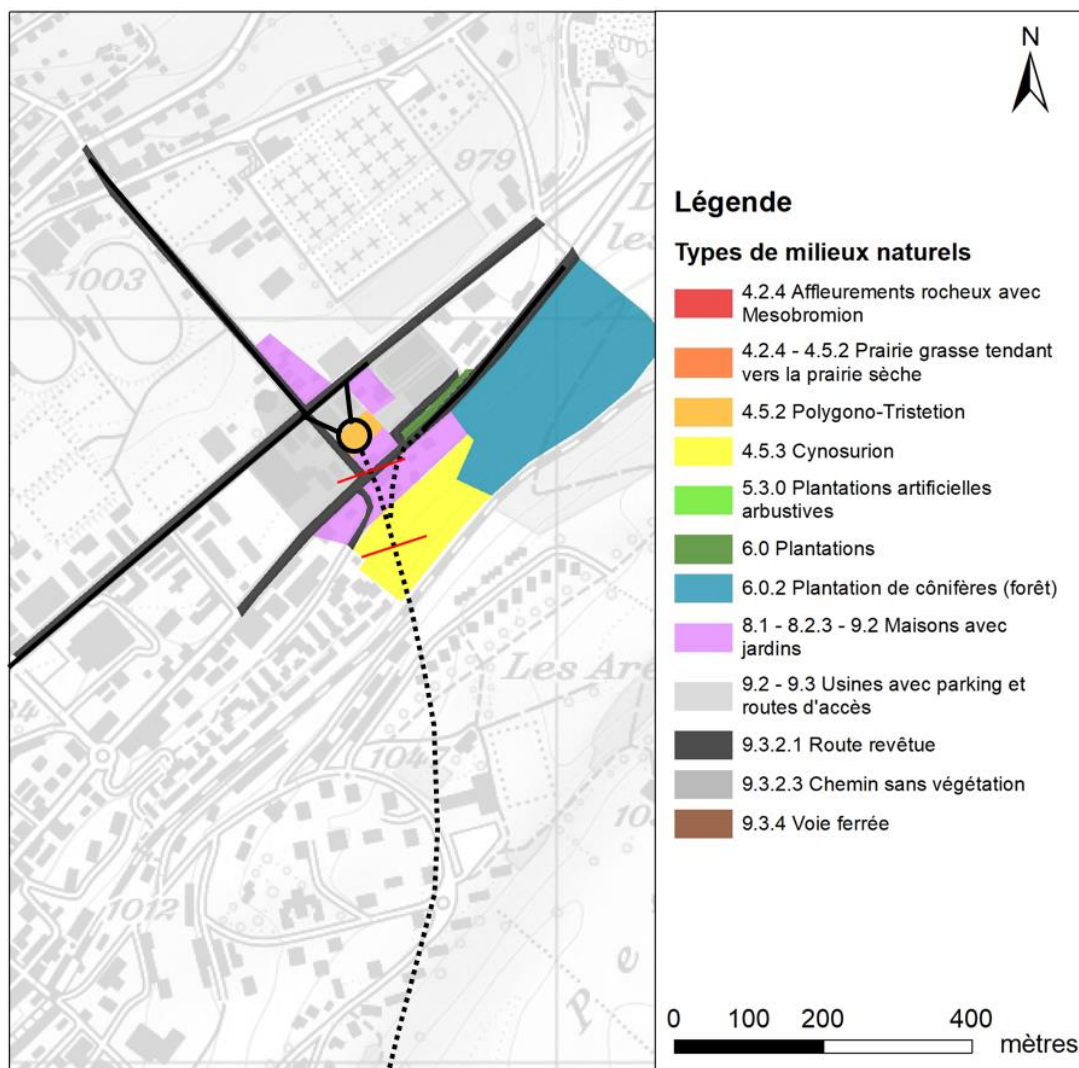 N
979
1003
Les Are
104
1012
P
e
Légende
Types de milieux naturels
4.2.4 Affleurements rocheux avec
Mesobromion
4.2.4 - 4.5.2 Prairie grasse tendant
vers la prairie sèche
4.5.2 Polygono-Tristetion
4.5.3 Cynosurion
5.3.0 Plantations artificielles
arbustives
6.0 Plantations
6.0.2 Plantation de cônifères (forêt)
8.1 - 8.2.3 - 9.2 Maisons avec
jardins
9.2 - 9.3 Usines avec parking et
routes d'accès
9.3.2.1 Route revêtue
9.3.2.3 Chemin sans végétation
9.3.4 Voie ferrée
0 100 200 400 mètres